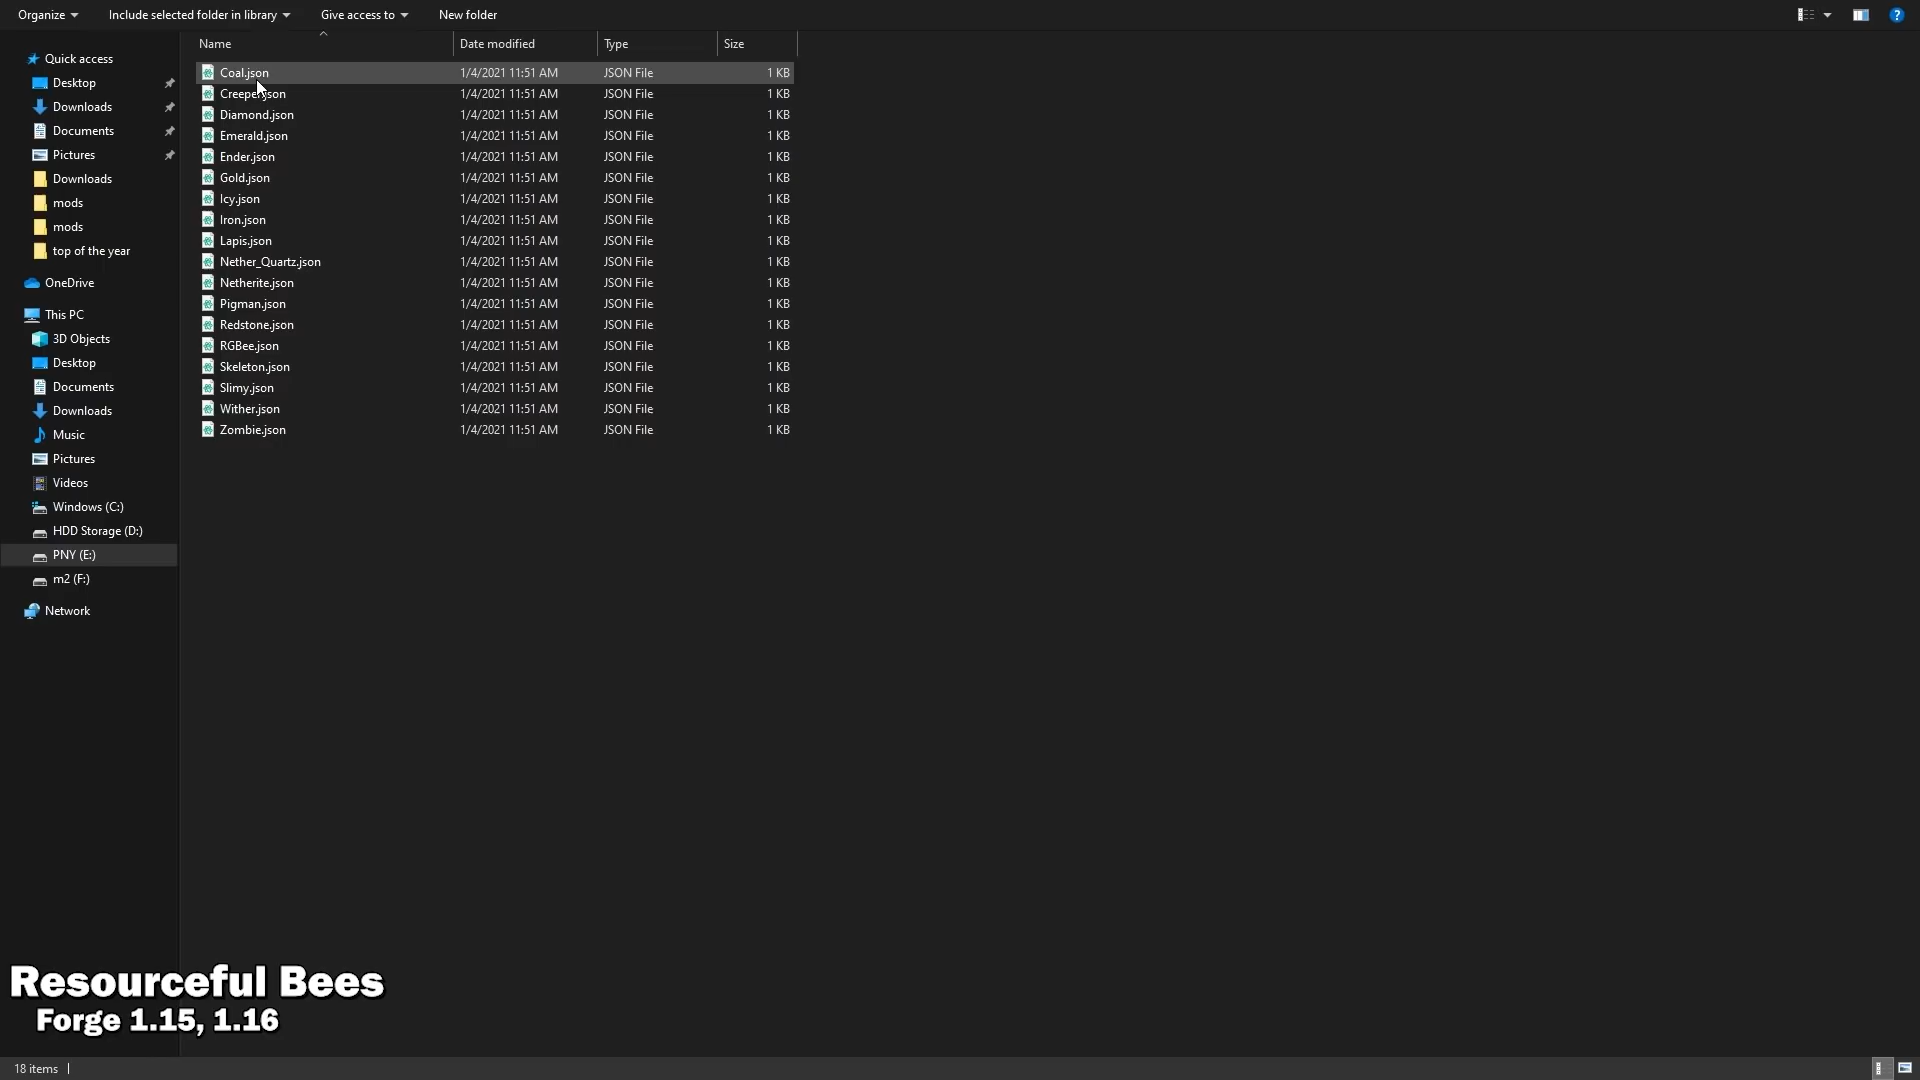 Organize Include selected folder in library Give access to New folder
Name Date modified Type Size
Quick access
Desktop
Downloads
Documents
Pictures
Downloads
mods
mods
top of the year
OneDrive
This PC
3D Objects
Desktop
Documents
Downloads
Music
Pictures
Videos
Windows (C:)
HDD Storage (D:)
PNY (E:)
m2 (F:)
Network
Coal.json 1/4/2021 11:51 AM JSON File 1 KB
Creeper.json 1/4/2021 11:51 AM JSON File 1 KB
Diamond.json 1/4/2021 11:51 AM JSON File 1 KB
Emerald.json 1/4/2021 11:51 AM JSON File 1 KB
Ender.json 1/4/2021 11:51 AM JSON File 1 KB
Gold.json 1/4/2021 11:51 AM JSON File 1 KB
Icy.json 1/4/2021 11:51 AM JSON File 1 KB
Iron.json 1/4/2021 11:51 AM JSON File 1 KB
Lapis.json 1/4/2021 11:51 AM JSON File 1 KB
Nether_Quartz.json 1/4/2021 11:51 AM JSON File 1 KB
Netherite.json 1/4/2021 11:51 AM JSON File 1 KB
Pigman.json 1/4/2021 11:51 AM JSON File 1 KB
Redstone.json 1/4/2021 11:51 AM JSON File 1 KB
RGBee.json 1/4/2021 11:51 AM JSON File 1 KB
Skeleton.json 1/4/2021 11:51 AM JSON File 1 KB
Slimy.json 1/4/2021 11:51 AM JSON File 1 KB
Wither.json 1/4/2021 11:51 AM JSON File 1 KB
Zombie.json 1/4/2021 11:51 AM JSON File 1 KB
Resourceful Bees
Forge 1.15, 1.16
18 items